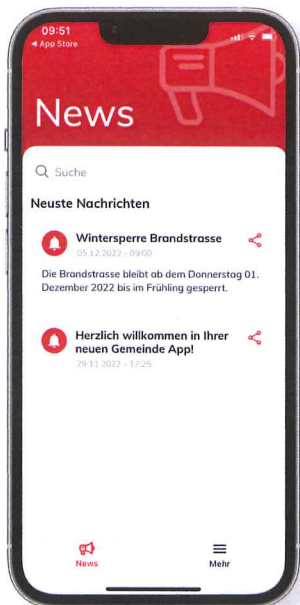 09:51
◀ App Store
News
Suche
Neuste Nachrichten
Wintersperre Brandstrasse
05.12.2022 - 09:00
Die Brandstrasse bleibt ab dem Donnerstag 01.
Dezember 2022 bis im Frühling gesperrt.
Herzlich willkommen in Ihrer
neuen Gemeinde App!
29.11.2022 - 17:25
News
Mehr